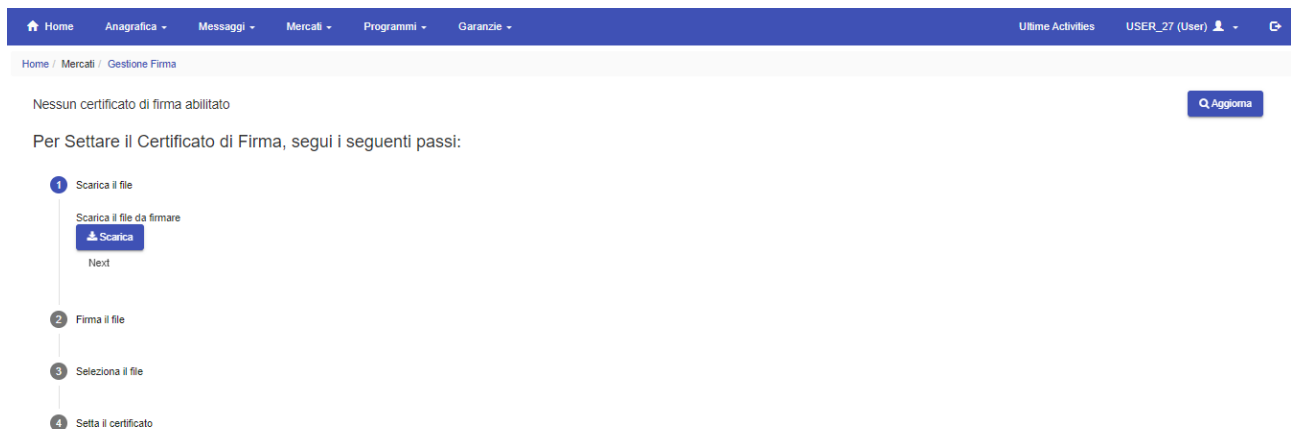 Home Anagrafica Messaggi Mercati Programmi Garanzie Ultime Activities USER_27 (User)
Home / Mercati / Gestione Firma
Nessun certificato di firma abilitato Aggiorna
Per Settare il Certificato di Firma, segui i seguenti passi:
1 Scarica il file
Scarica il file da firmare
Scarica
Next
2 Firma il file
3 Seleziona il file
4 Setta il certificato